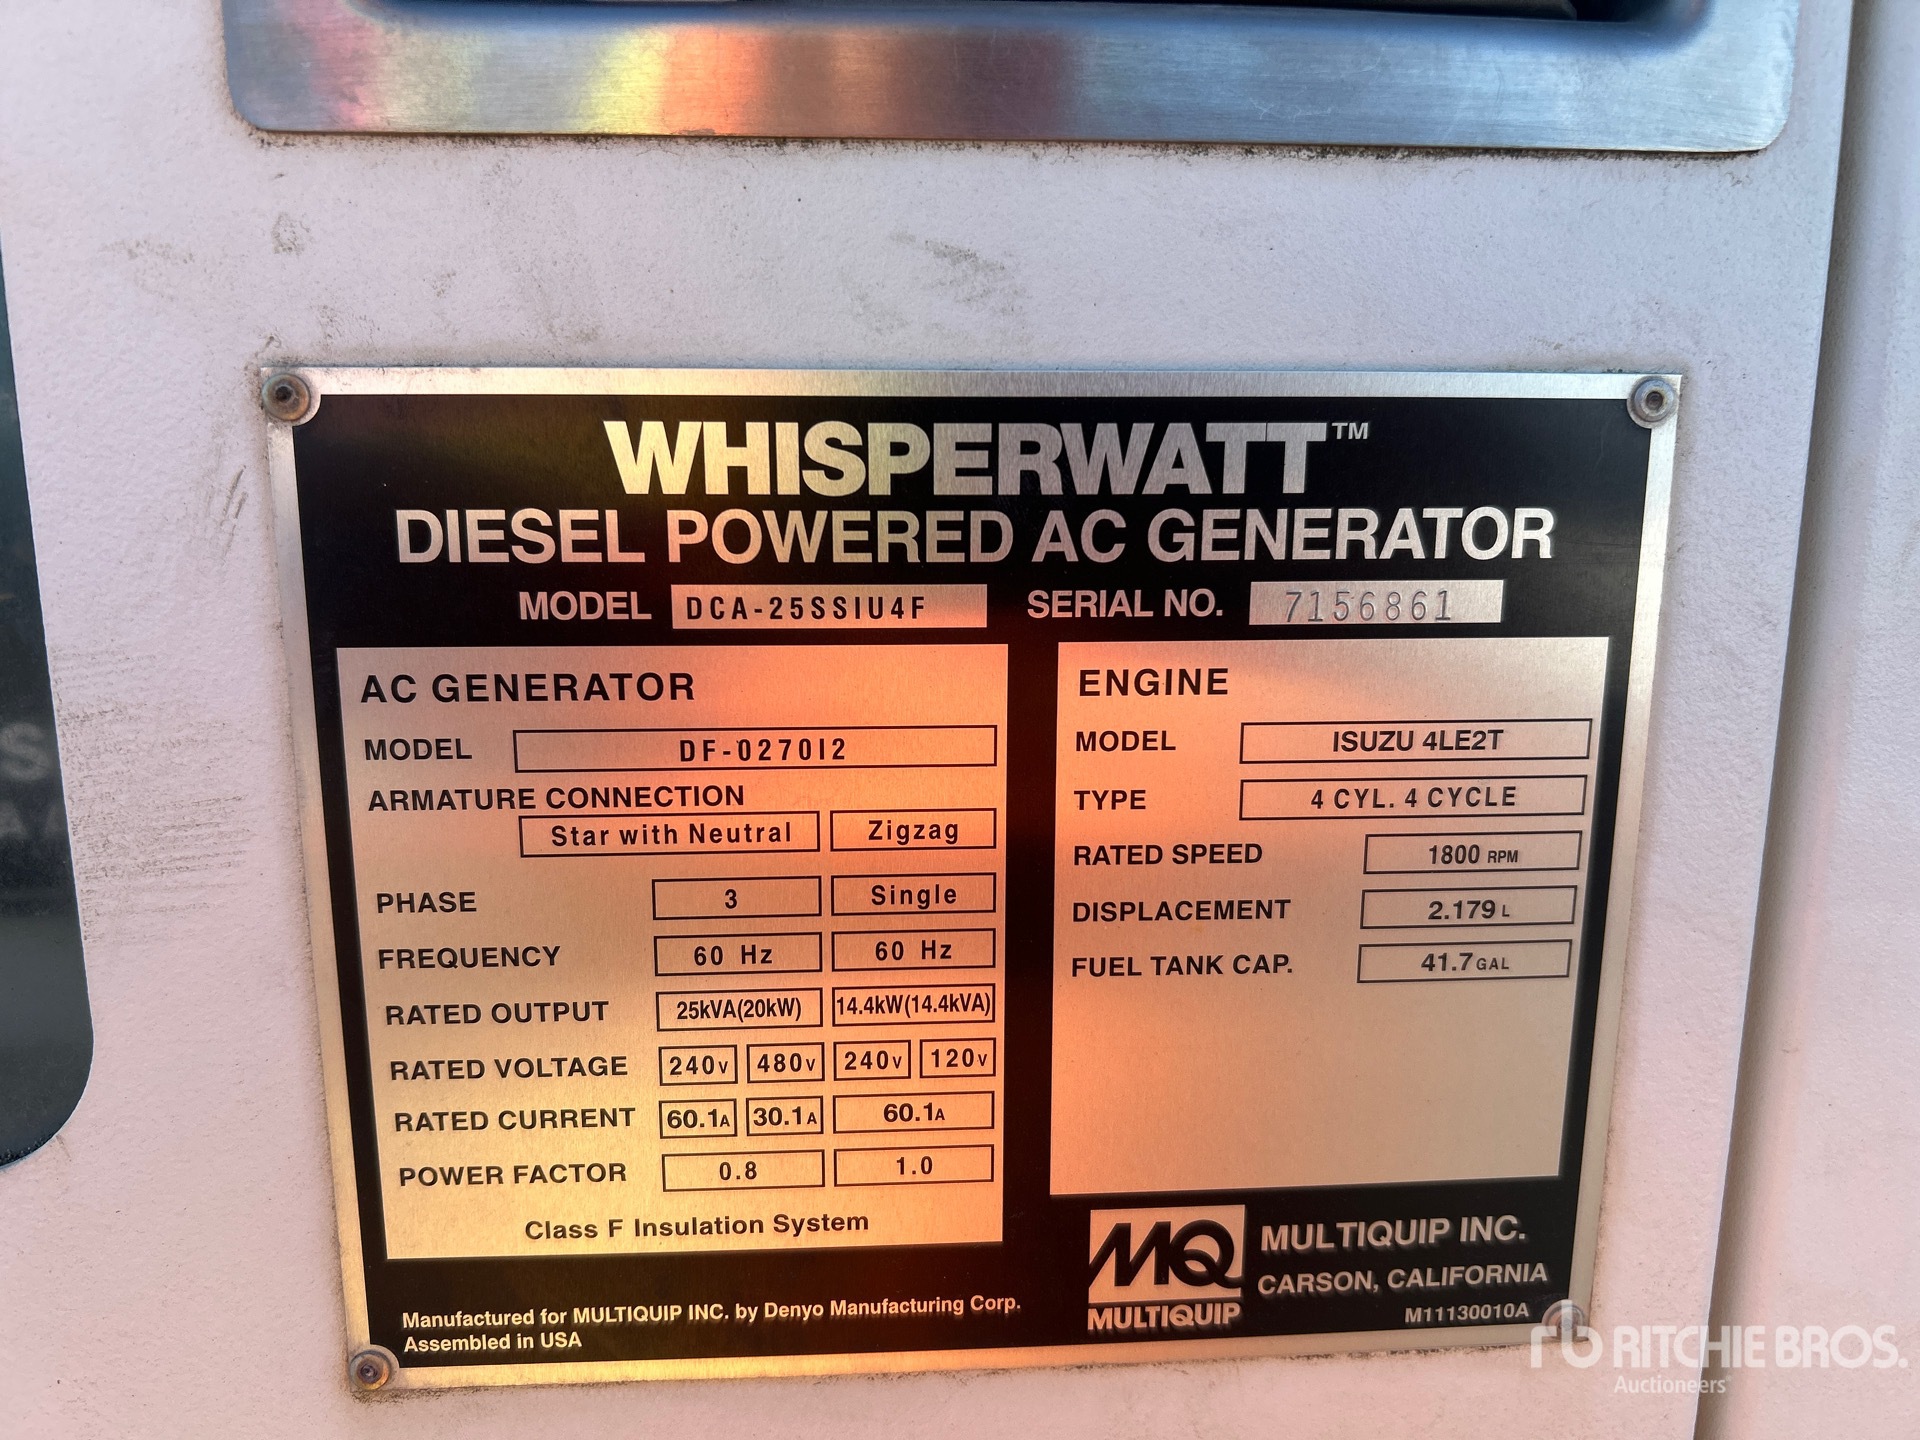 WHISPERWATT™
DIESEL POWERED AC GENERATOR
MODEL DCA-25SSIU4F SERIAL NO. 7156861
AC GENERATOR
MODEL DF-0270I2
ARMATURE CONNECTION
Star with Neutral Zigzag
PHASE 3 Single
FREQUENCY 60 Hz 60 Hz
RATED OUTPUT 25kVA(20kW) 14.4kW(14.4kVA)
RATED VOLTAGE 240V 480V 240V 120V
RATED CURRENT 60.1A 30.1A 60.1A
POWER FACTOR 0.8 1.0
Class F Insulation System
ENGINE
MODEL ISUZU 4LE2T
TYPE 4 CYL. 4 CYCLE
RATED SPEED 1800 RPM
DISPLACEMENT 2.179 L
FUEL TANK CAP. 41.7 GAL
Manufactured for MULTIQUIP INC. by Denyo Manufacturing Corp.
Assembled in USA
MQ
MULTIQUIP
MULTIQUIP INC.
CARSON, CALIFORNIA
M11130010A
rb RITCHIE BROS.
Auctioneers